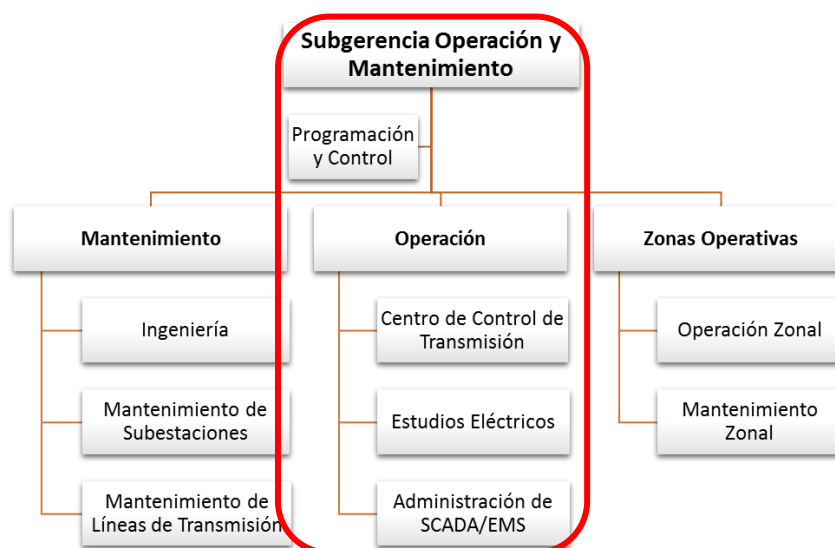 Subgerencia Operación y
Mantenimiento
Programación
y Control
Mantenimiento
Operación
Zonas Operativas
Ingeniería
Centro de Control de
Transmisión
Operación Zonal
Mantenimiento de
Subestaciones
Estudios Eléctricos
Mantenimiento
Zonal
Mantenimiento de
Líneas de Transmisión
Administración de
SCADA/EMS